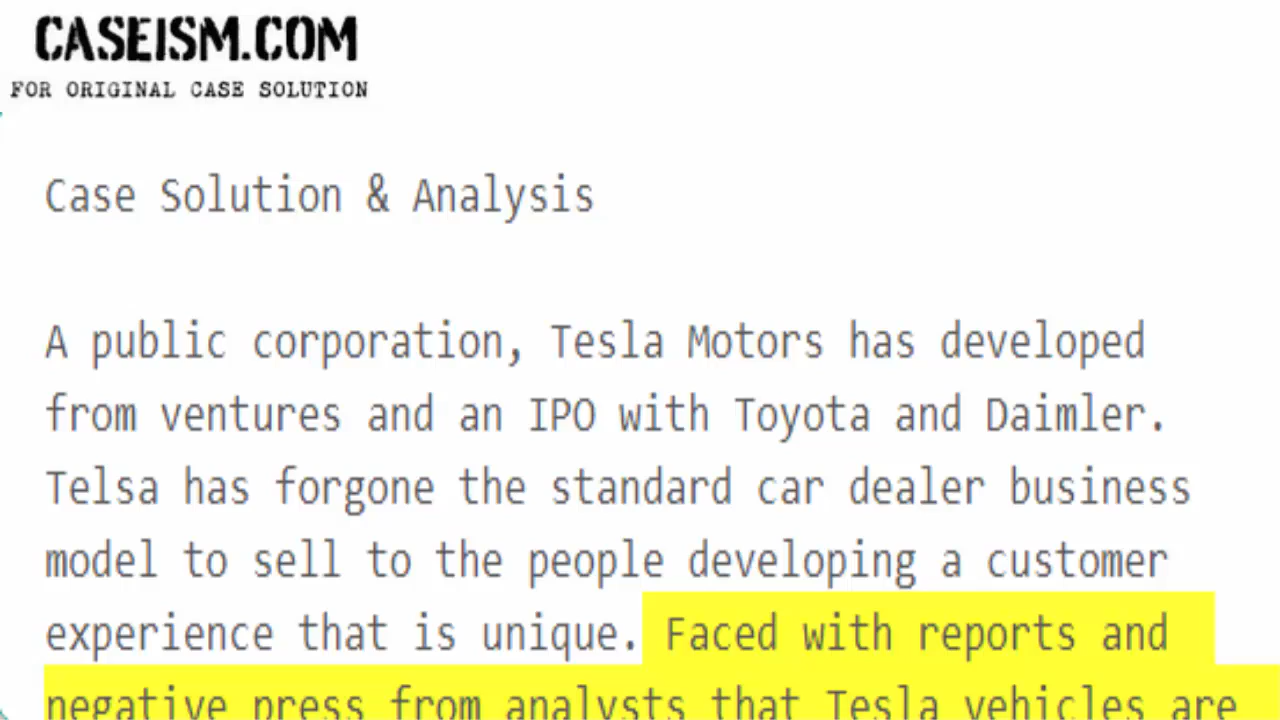 CASEISM.COM
FOR ORIGINAL CASE SOLUTION
Case Solution & Analysis
A public corporation, Tesla Motors has developed
from ventures and an IPO with Toyota and Daimler.
Telsa has forgone the standard car dealer business
model to sell to the people developing a customer
experience that is unique. Faced with reports and
negative press from analysts that Tesla vehicles are